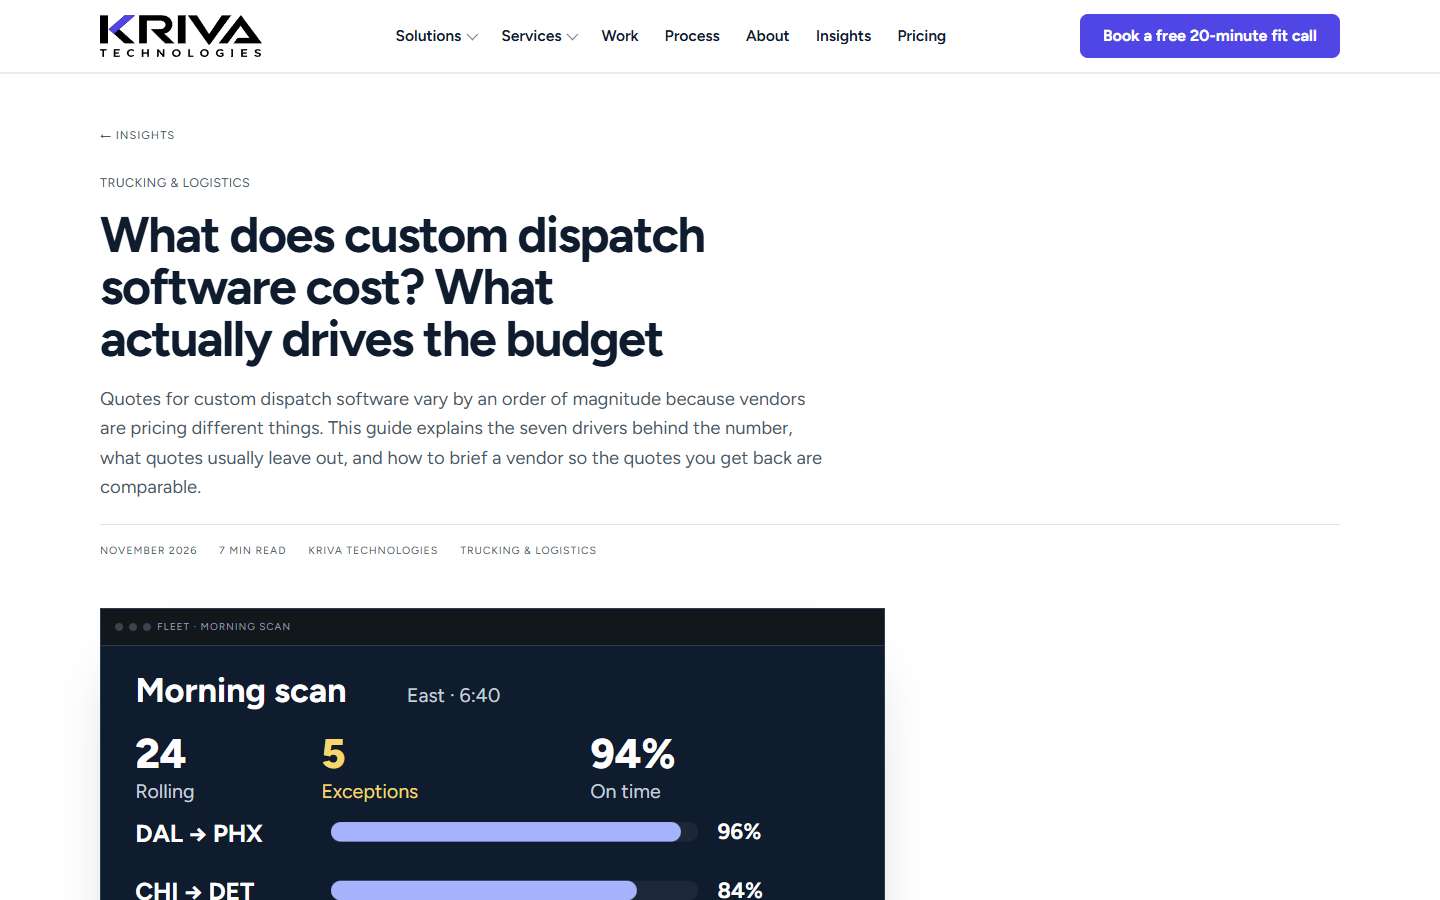 KRIVA
TECHNOLOGIES
Solutions Services Work Process About Insights Pricing
Book a free 20-minute fit call
← INSIGHTS
TRUCKING & LOGISTICS
What does custom dispatch
software cost? What
actually drives the budget
Quotes for custom dispatch software vary by an order of magnitude because vendors
are pricing different things. This guide explains the seven drivers behind the number,
what quotes usually leave out, and how to brief a vendor so the quotes you get back are
comparable.
NOVEMBER 2026 7 MIN READ KRIVA TECHNOLOGIES TRUCKING & LOGISTICS
FLEET · MORNING SCAN
Morning scan East · 6:40
24 5 94%
Rolling Exceptions On time
DAL → PHX 96%
CHI → DET 84%